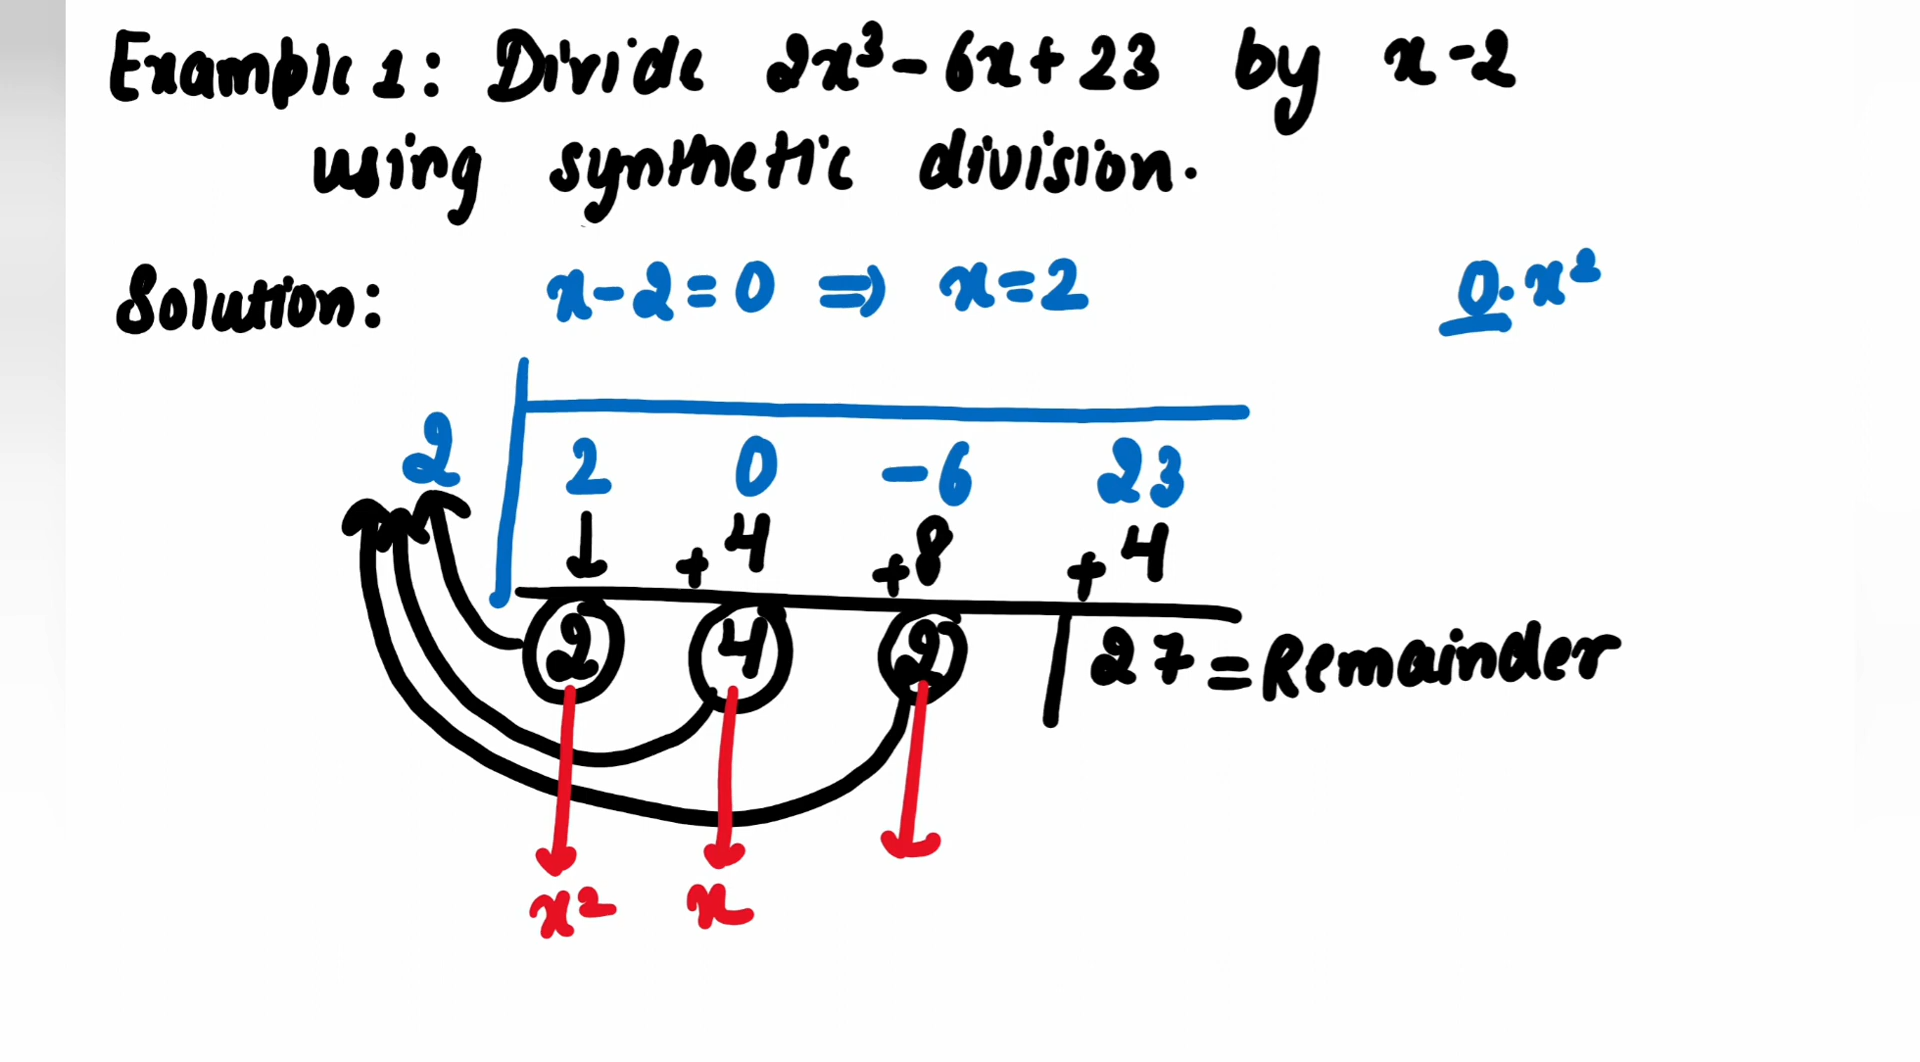 Example 1: Divide 2x³ - 6x + 23 by x - 2
using synthetic division.
Solution: x - 2 = 0 ⇒ x = 2 0·x²
2 2 0 -6 23
↓ +4 +8 +4
2 4 2 27 = Remainder
x² x